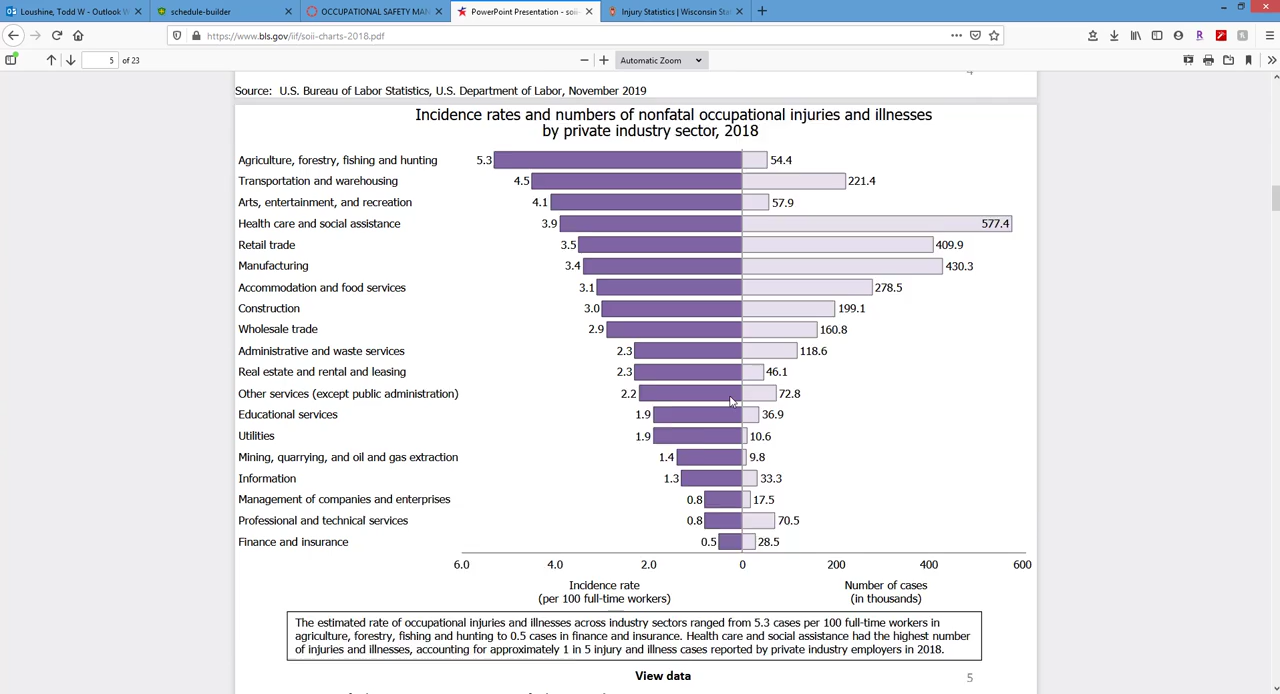 Loushine, Todd W - Outlook
schedule-builder
OCCUPATIONAL SAFETY MAN
PowerPoint Presentation - soii-
Injury Statistics | Wisconsin Sta
https://www.bls.gov/iif/soii-charts-2018.pdf
5 of 23
Automatic Zoom
4
Source: U.S. Bureau of Labor Statistics, U.S. Department of Labor, November 2019
Incidence rates and numbers of nonfatal occupational injuries and illnesses
by private industry sector, 2018
Agriculture, forestry, fishing and hunting 5.3 54.4
Transportation and warehousing 4.5 221.4
Arts, entertainment, and recreation 4.1 57.9
Health care and social assistance 3.9 577.4
Retail trade 3.5 409.9
Manufacturing 3.4 430.3
Accommodation and food services 3.1 278.5
Construction 3.0 199.1
Wholesale trade 2.9 160.8
Administrative and waste services 2.3 118.6
Real estate and rental and leasing 2.3 46.1
Other services (except public administration) 2.2 72.8
Educational services 1.9 36.9
Utilities 1.9 10.6
Mining, quarrying, and oil and gas extraction 1.4 9.8
Information 1.3 33.3
Management of companies and enterprises 0.8 17.5
Professional and technical services 0.8 70.5
Finance and insurance 0.5 28.5
6.0 4.0 2.0 0 200 400 600
Incidence rate Number of cases
(per 100 full-time workers) (in thousands)
The estimated rate of occupational injuries and illnesses across industry sectors ranged from 5.3 cases per 100 full-time workers in
agriculture, forestry, fishing and hunting to 0.5 cases in finance and insurance. Health care and social assistance had the highest number
of injuries and illnesses, accounting for approximately 1 in 5 injury and illness cases reported by private industry employers in 2018.
View data
5